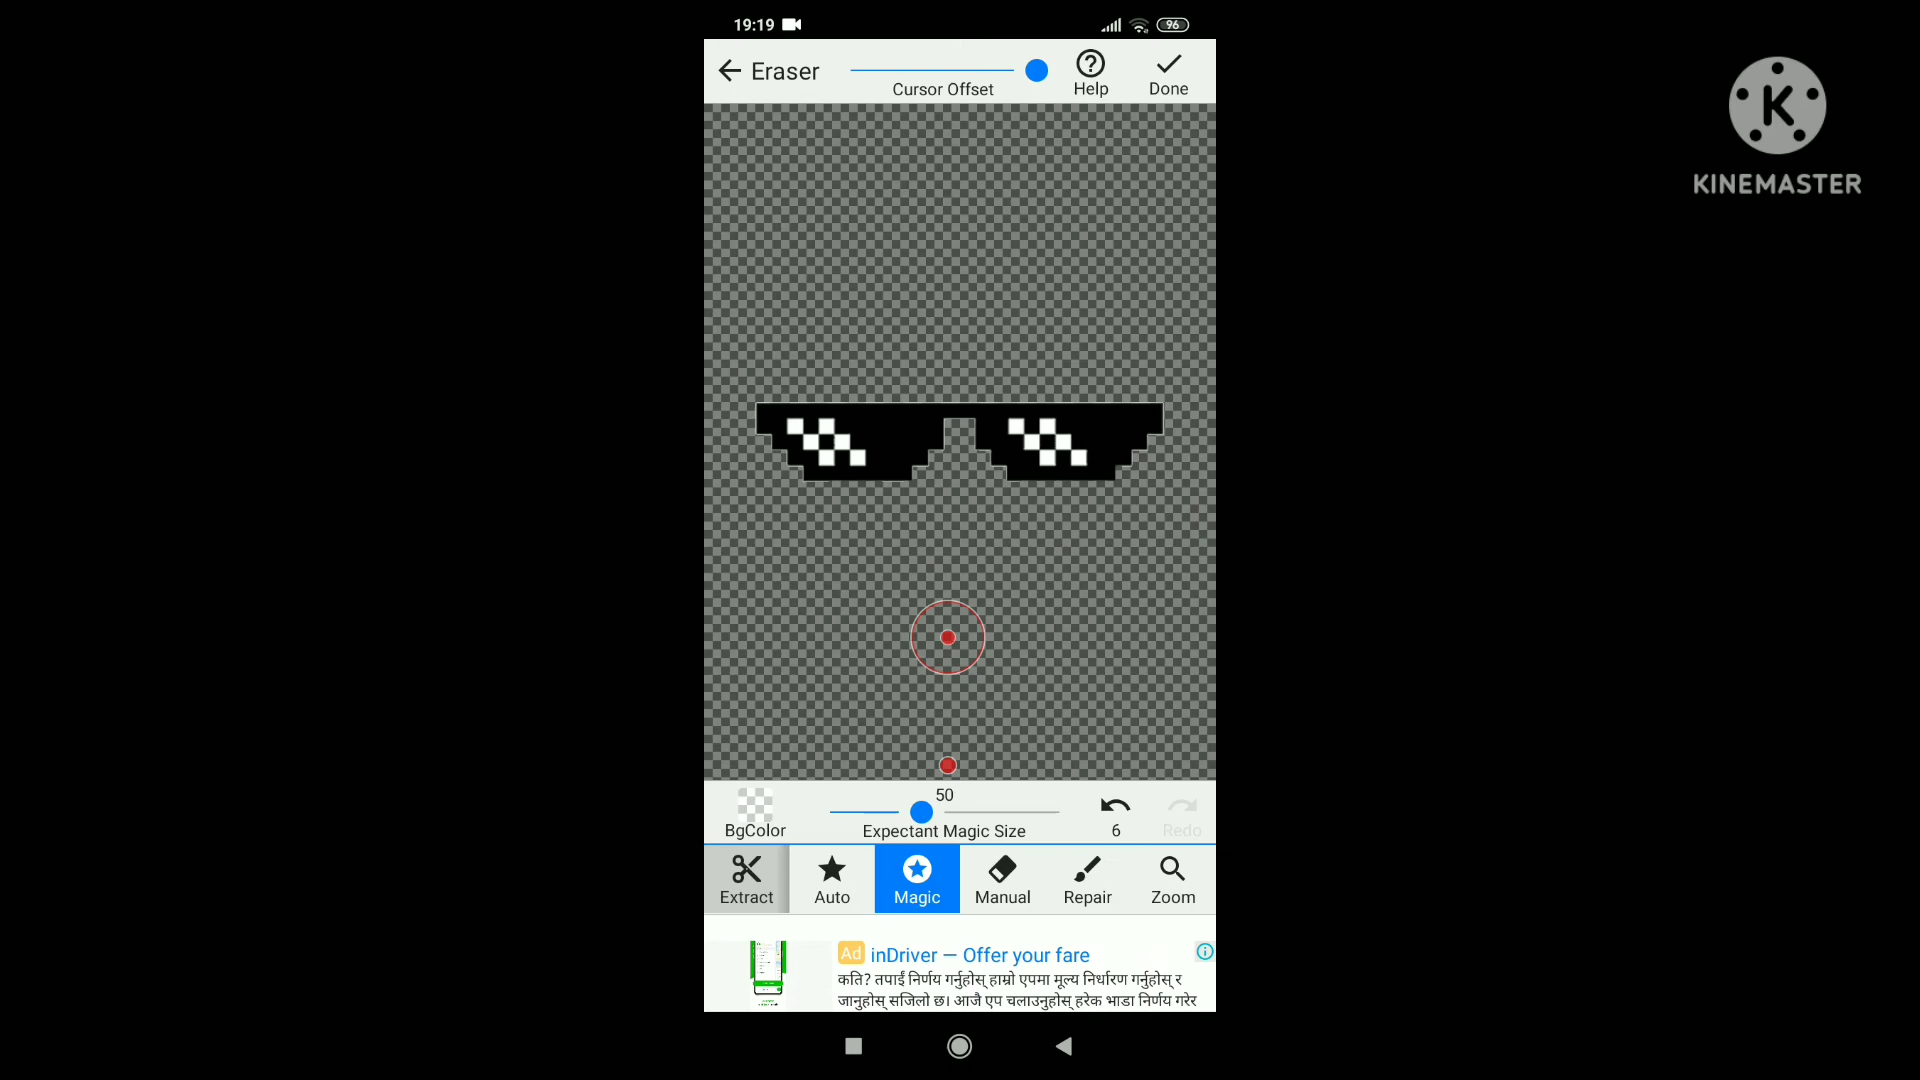 19:19
96
Eraser
Cursor Offset
Help
Done
K
KINEMASTER
50
BgColor
Expectant Magic Size
6
Redo
Extract
Auto
Magic
Manual
Repair
Zoom
Ad inDriver — Offer your fare
कति? तपाईं निर्णय गर्नुहोस् हाम्रो एपमा मूल्य निर्धारण गर्नुहोस् र
जानुहोस् सजिलो छ। आजै एप चलाउनुहोस् हरेक भाडा निर्णय गरेर